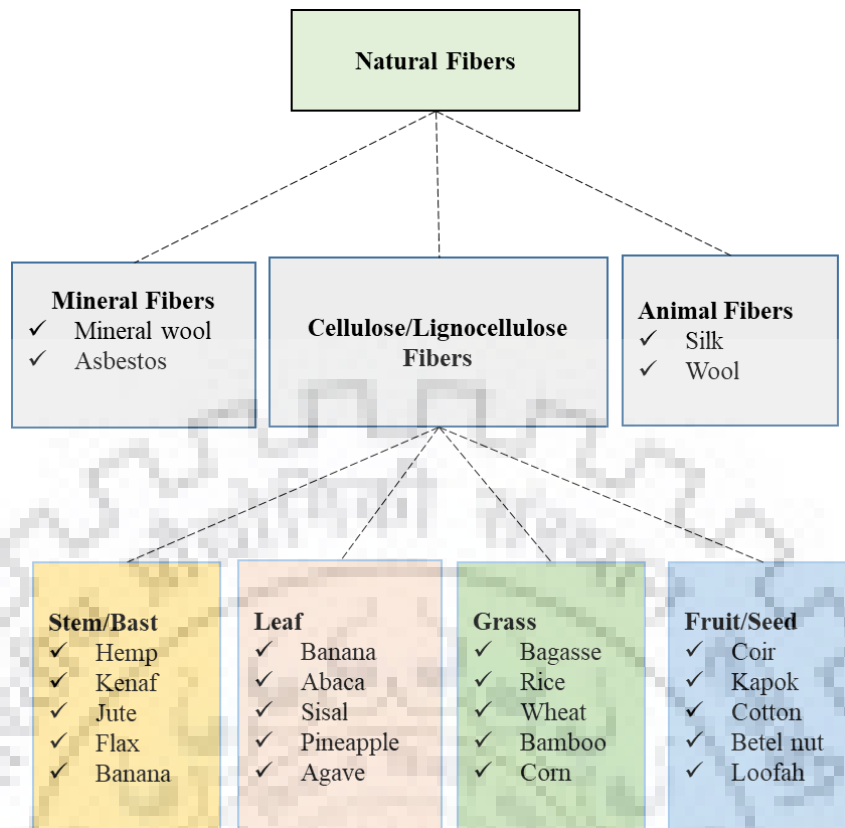 Natural Fibers
Mineral Fibers
✓ Mineral wool
✓ Asbestos
Cellulose/Lignocellulose
Fibers
Animal Fibers
✓ Silk
✓ Wool
Stem/Bast
✓ Hemp
✓ Kenaf
✓ Jute
✓ Flax
✓ Banana
Leaf
✓ Banana
✓ Abaca
✓ Sisal
✓ Pineapple
✓ Agave
Grass
✓ Bagasse
✓ Rice
✓ Wheat
✓ Bamboo
✓ Corn
Fruit/Seed
✓ Coir
✓ Kapok
✓ Cotton
✓ Betel nut
✓ Loofah